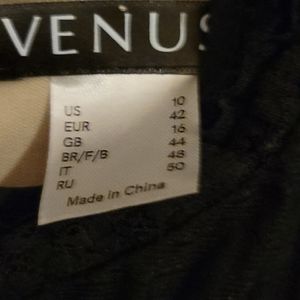 VENUS
US 10
EUR 42
GB 16
BR/F/B 44
IT 48
RU 50
Made in China